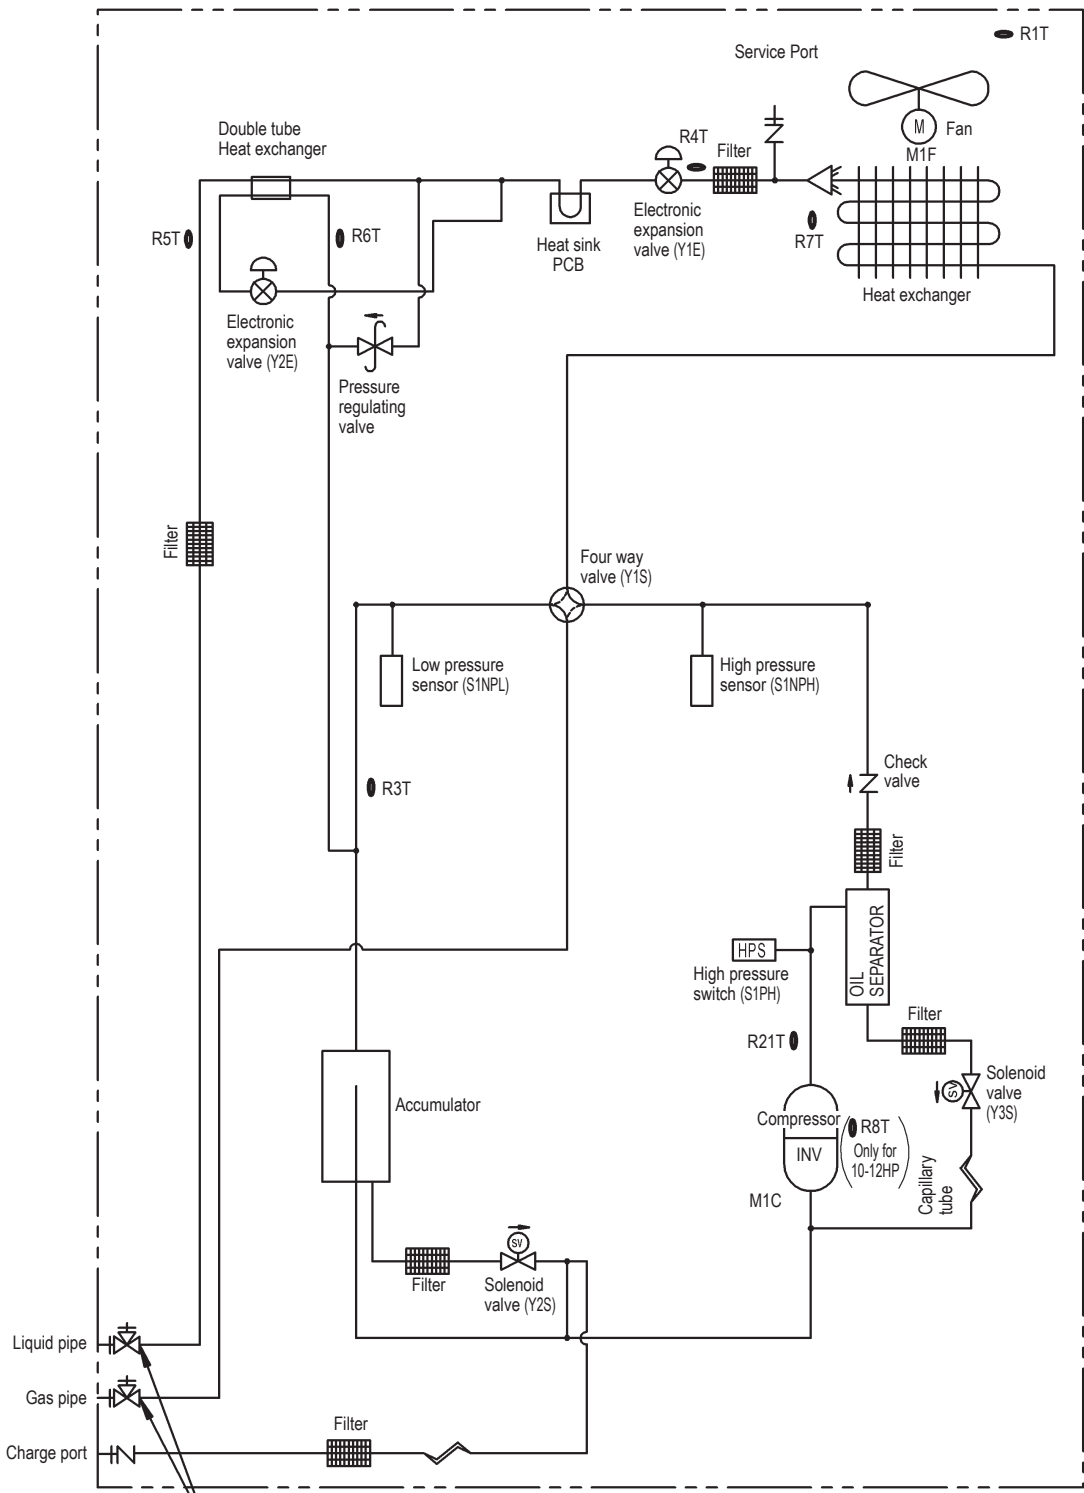 R1T
Service Port
M
Fan
M1F
Double tube
Heat exchanger
R4T
Filter
R5T
R6T
Electronic
expansion
valve (Y1E)
Heat sink
PCB
R7T
Heat exchanger
Electronic
expansion
valve (Y2E)
Pressure
regulating
valve
Filter
Four way
valve (Y1S)
Low pressure
sensor (S1NPL)
High pressure
sensor (S1NPH)
R3T
Check
valve
Filter
OIL
SEPARATOR
HPS
High pressure
switch (S1PH)
Filter
R21T
Accumulator
Solenoid
valve
(Y3S)
SV
Compressor
INV
R8T
Only for
10-12HP
Capillary
tube
M1C
SV
Filter
Solenoid
valve (Y2S)
Liquid pipe
Gas pipe
Filter
Charge port